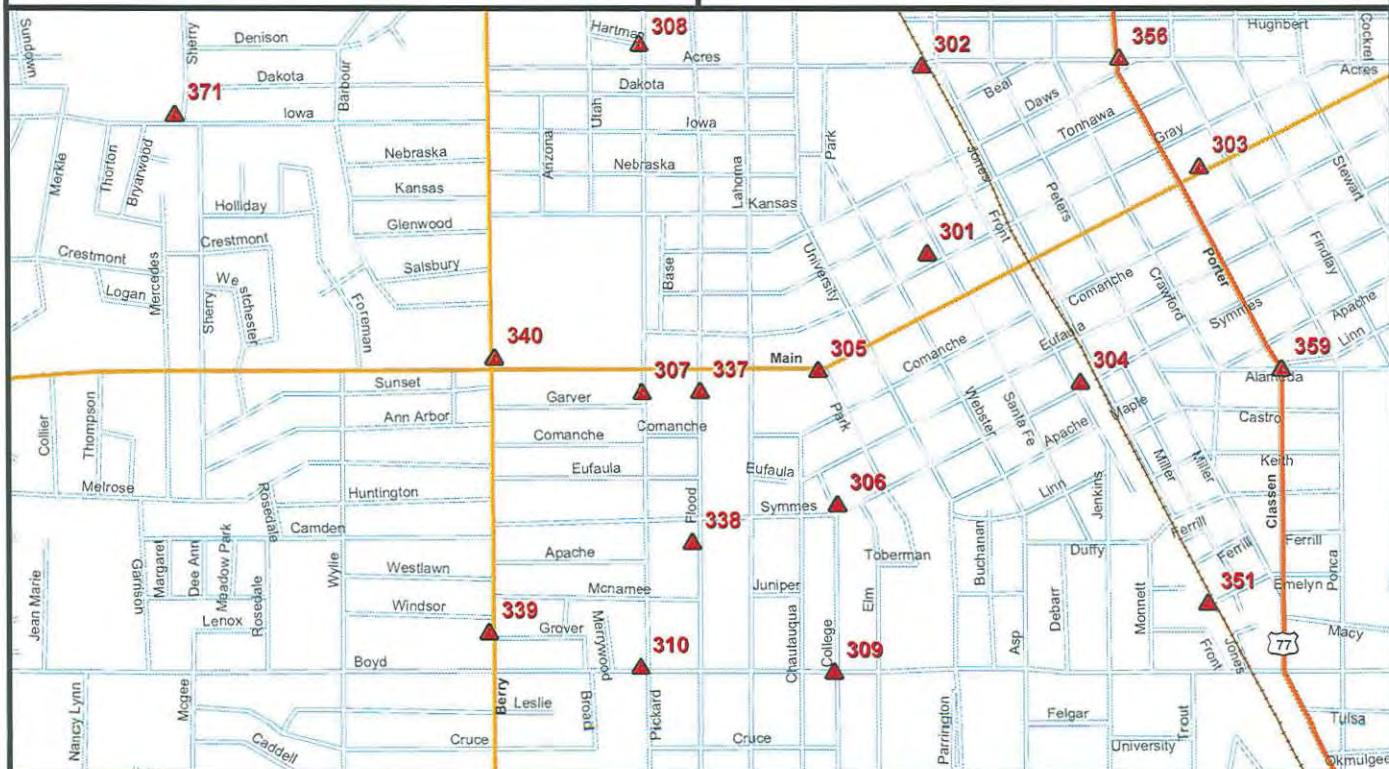 Sundown
Sherry
Denison
Hartman
308
302
356
Hughbert
Cockrel
Acres
Acres
371
Dakota
Barbour
Dakota
Beal
Daws
Tonhawa
Gray
Iowa
Utah
Iowa
Park
303
Merkle
Thorton
Bryarwood
Nebraska
Arizona
Nebraska
Lahoma
Jones
Peters
Stewart
Kansas
Kansas
Holliday
Glenwood
Front
301
University
Crestmont
Crestmont
Salsbury
Base
Findlay
Porter
Logan
Mercedes
Sherry
Westchester
Foreman
Comanche
Crawford
Symmes
Apache
Linn
340
Main
305
Comanche
Eufaula
304
359
307
337
Alameda
Sunset
Garver
Collier
Thompson
Ann Arbor
Comanche
Comanche
Park
Webster
Santa Fe
Apache
Maple
Castro
Eufaula
Eufaula
Miller
Miller
Keith
Melrose
Rosedale
Huntington
306
Linn
Jenkins
Classen
Flood
Symmes
338
Camden
Ferrill
Ferrill
Ferrill
Jean Marie
Garrison
Margaret
Dee Ann
Meadow Park
Rosedale
Wylie
Westlawn
Apache
Toberman
Buchanan
Duffy
Ponca
Mcnamee
Juniper
351
Emelyn
Windsor
Lenox
339
Grover
Merrywood
Chautauqua
College
Elm
Asp
Debarr
Monnett
Macy
310
309
Front
Jones
77
Boyd
Nancy Lynn
Mcgee
Berry
Leslie
Broad
Pickard
Parrington
Felgar
Trout
Tulsa
Caddell
Cruce
Cruce
University
Okmulgee